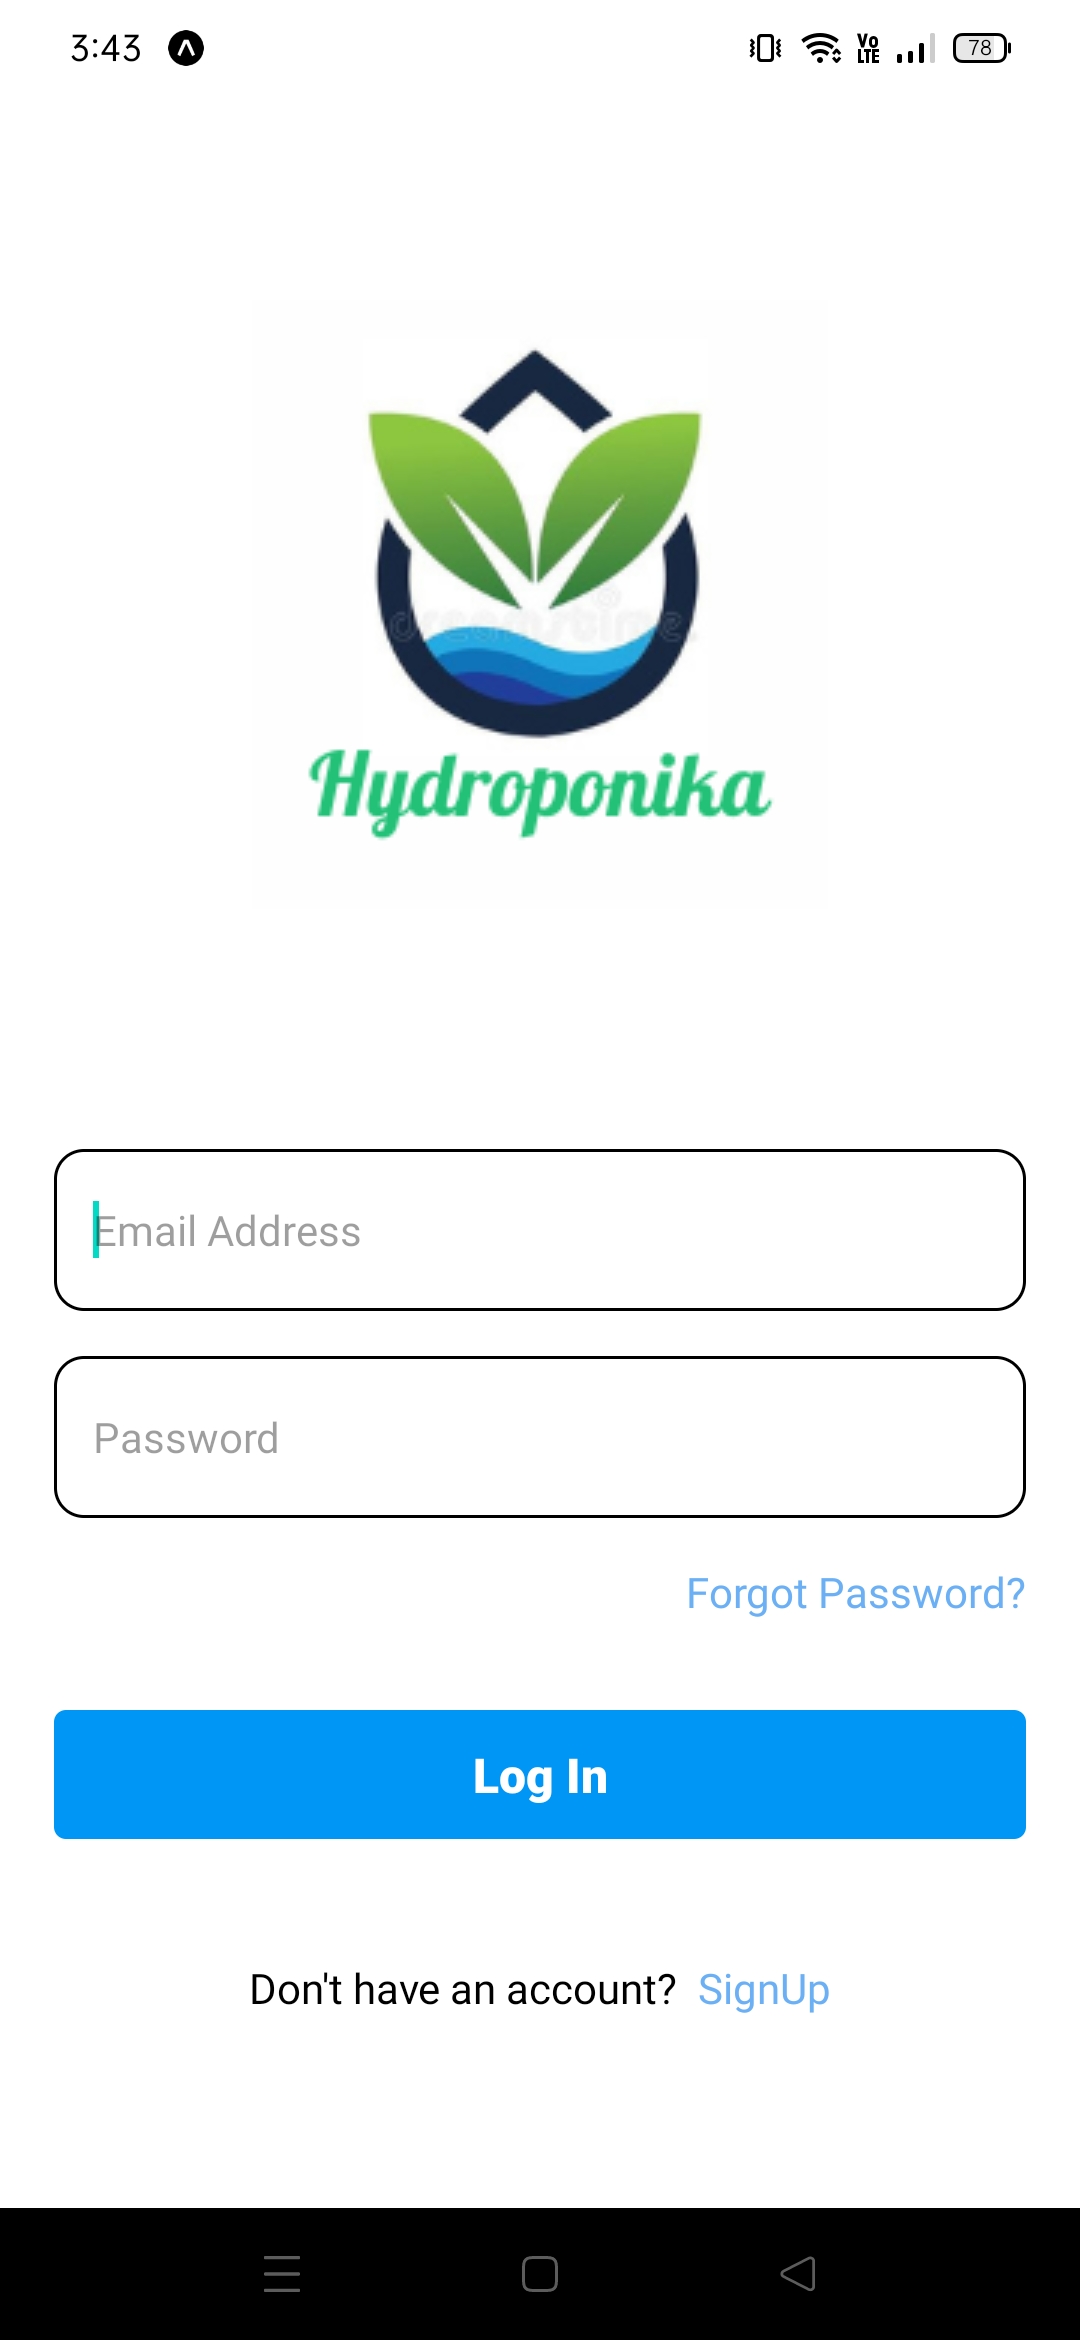 3:43
Vo
LTE
78
dreamstime
Hydroponika
Email Address
Password
Forgot Password?
Log In
Don't have an account? SignUp